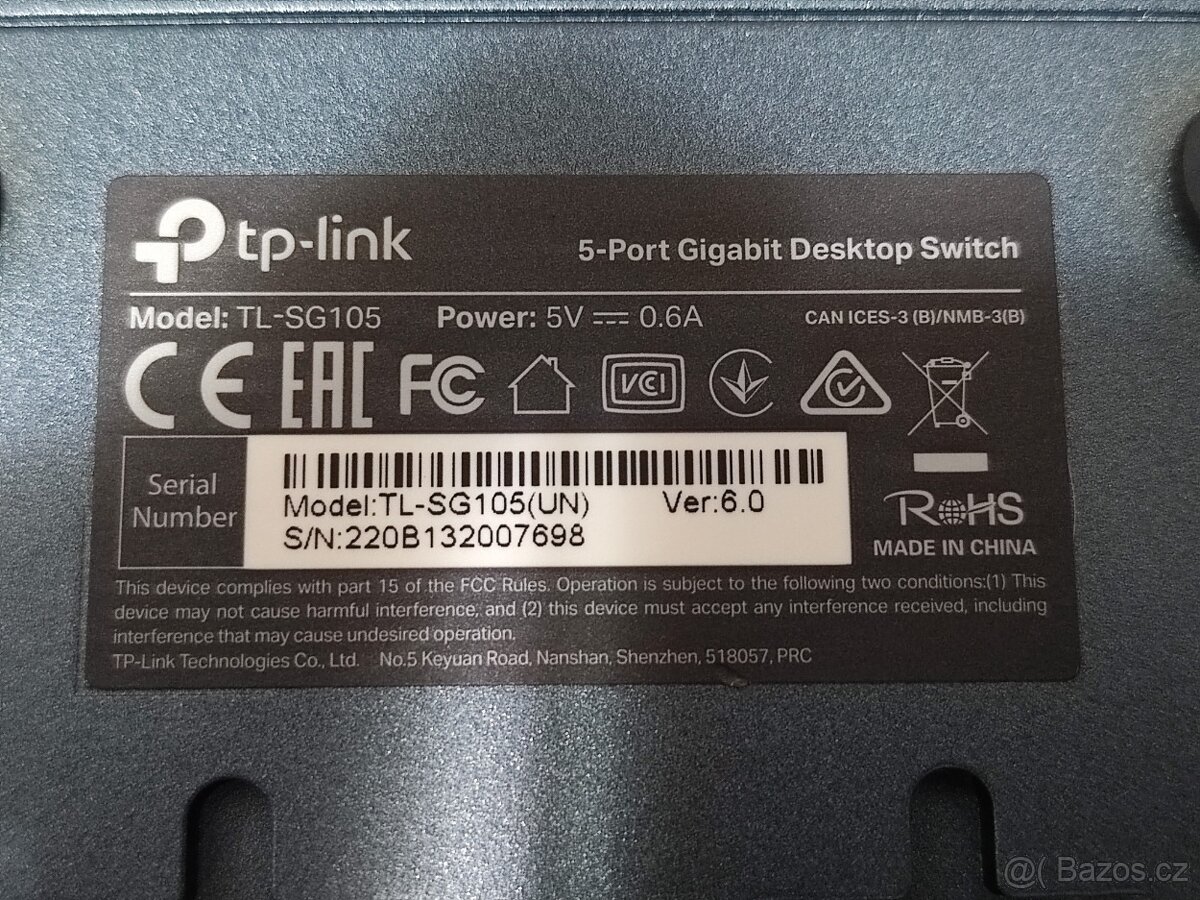 tp-link
5-Port Gigabit Desktop Switch
Model: TL-SG105 Power: 5V ⎓ 0.6A CAN ICES-3 (B)/NMB-3(B)
CE EAC FC VCI
Serial
Number
Model:TL-SG105(UN) Ver:6.0
S/N:220B132007698
RoHS
MADE IN CHINA
This device complies with part 15 of the FCC Rules. Operation is subject to the following two conditions:(1) This
device may not cause harmful interference, and (2) this device must accept any interference received, including
interference that may cause undesired operation.
TP-Link Technologies Co., Ltd. No.5 Keyuan Road, Nanshan, Shenzhen, 518057, PRC
@( Bazos.cz